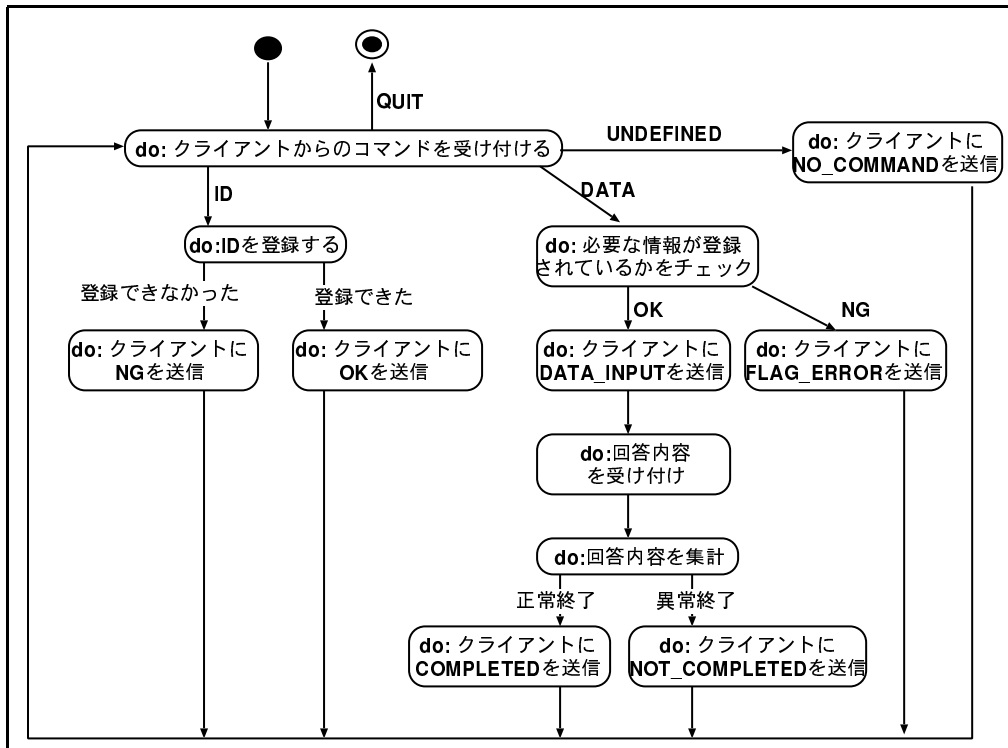 QUIT
do: クライアントからのコマンドを受け付ける
UNDEFINED
do: クライアントに
NO_COMMANDを送信
ID
DATA
do:IDを登録する
do: 必要な情報が登録
されているかをチェック
登録できなかった
登録できた
OK
NG
do: クライアントに
NGを送信
do: クライアントに
OKを送信
do: クライアントに
DATA_INPUTを送信
do: クライアントに
FLAG_ERRORを送信
do:回答内容
を受け付け
do:回答内容を集計
正常終了
異常終了
do: クライアントに
COMPLETEDを送信
do: クライアントに
NOT_COMPLETEDを送信